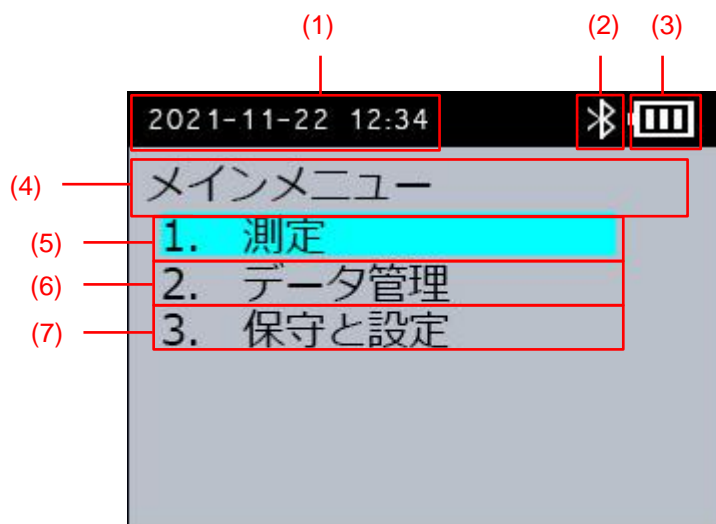 (1) (2) (3)
2021-11-22 12:34
(4) メインメニュー
(5) 1. 測定
(6) 2. データ管理
(7) 3. 保守と設定